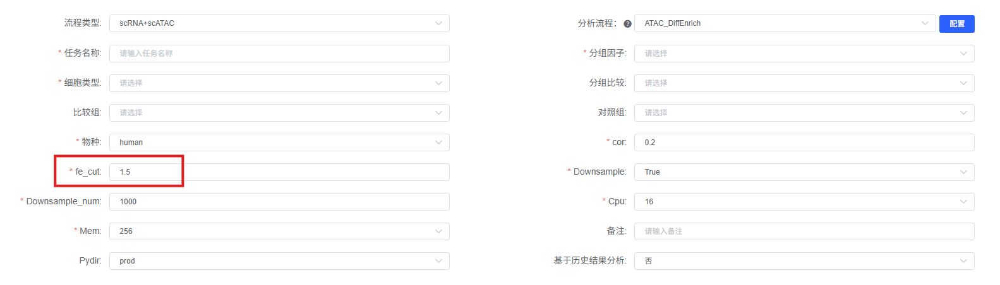 流程类型: scRNA+scATAC 分析流程: ? ATAC_DiffEnrich 配置
* 任务名称: 请输入任务名称 * 分组因子: 请选择
* 细胞类型: 请选择 分组比较: 请选择
比较组: 请选择 对照组: 请选择
* 物种: human * cor: 0.2
* fe_cut: 1.5 * Downsample: True
* Downsample_num: 1000 * Cpu: 16
* Mem: 256 备注: 请输入备注
Pydir: prod 基于历史结果分析: 否